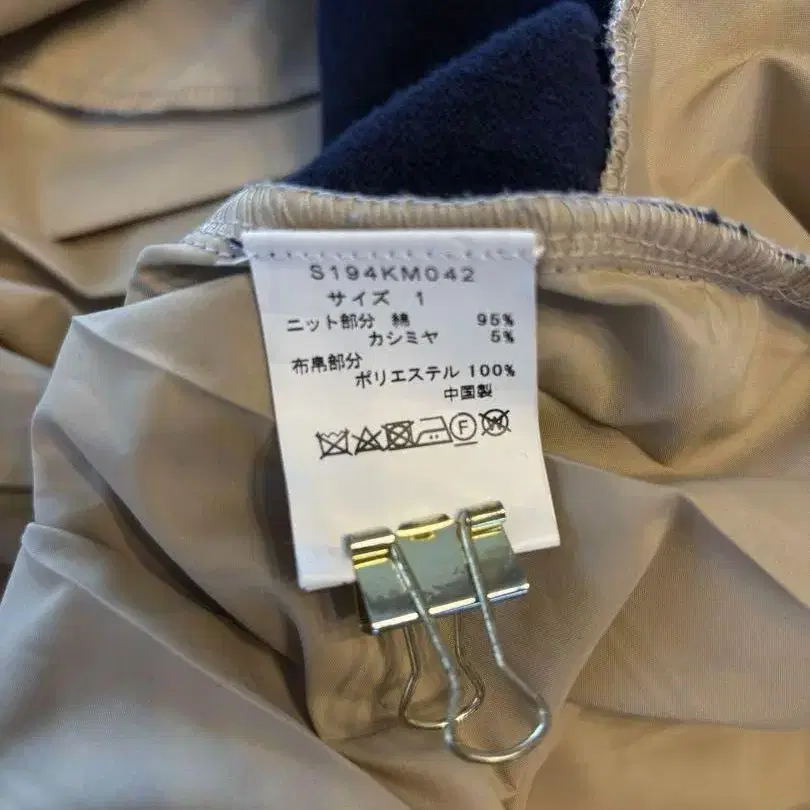 S194KM042
サイズ 1
ニット部分 綿 95%
カシミヤ 5%
布帛部分
ポリエステル 100%
中国製
F W